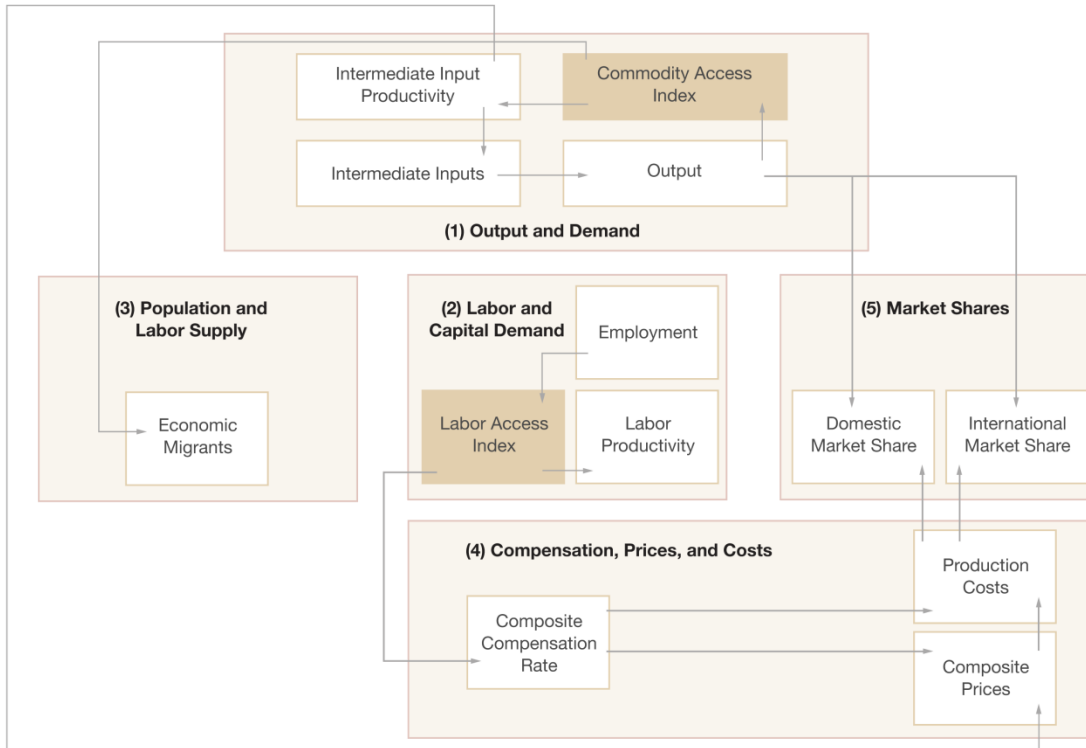 Intermediate Input
Productivity
Commodity Access
Index
Intermediate Inputs
Output
(1) Output and Demand
(3) Population and
Labor Supply
Economic
Migrants
(2) Labor and
Capital Demand
Employment
Labor Access
Index
Labor
Productivity
(5) Market Shares
Domestic
Market Share
International
Market Share
(4) Compensation, Prices, and Costs
Composite
Compensation
Rate
Production
Costs
Composite
Prices